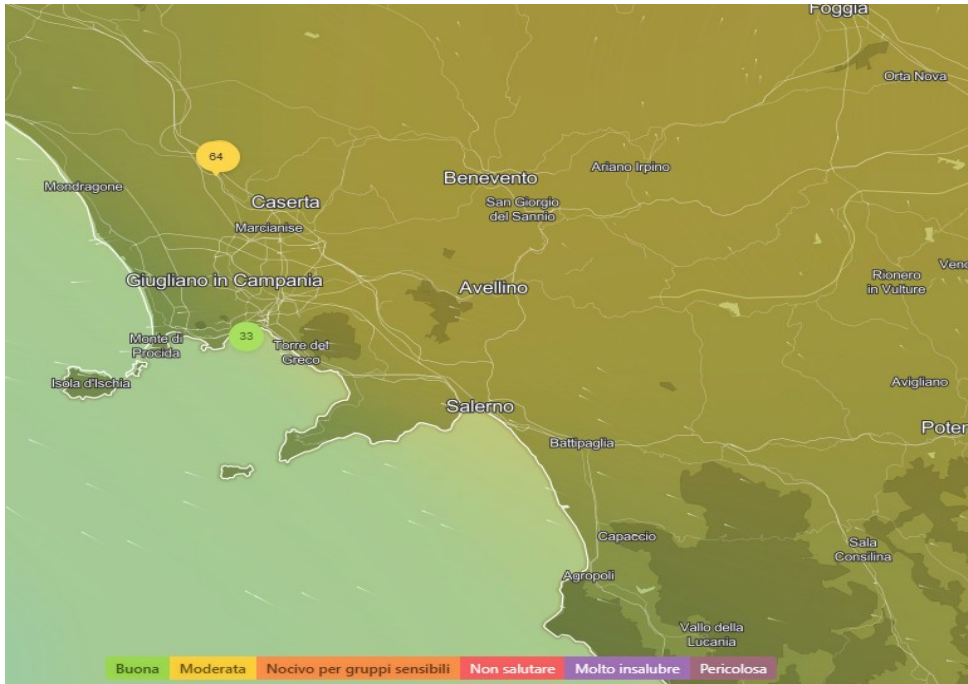 Foggia
Orta Nova
64
Ariano Irpino
Benevento
Mondragone
Caserta
San Giorgio
del Sannio
Marcianise
Giugliano in Campania
Avellino
Rionero
in Vulture
33
Monte di
Procida
Torre del
Greco
Isola d'Ischia
Avigliano
Salerno
Battipaglia
Capaccio
Sala
Consilina
Agropoli
Vallo della
Lucania
Buona Moderata Nocivo per gruppi sensibili Non salutare Molto insalubre Pericolosa